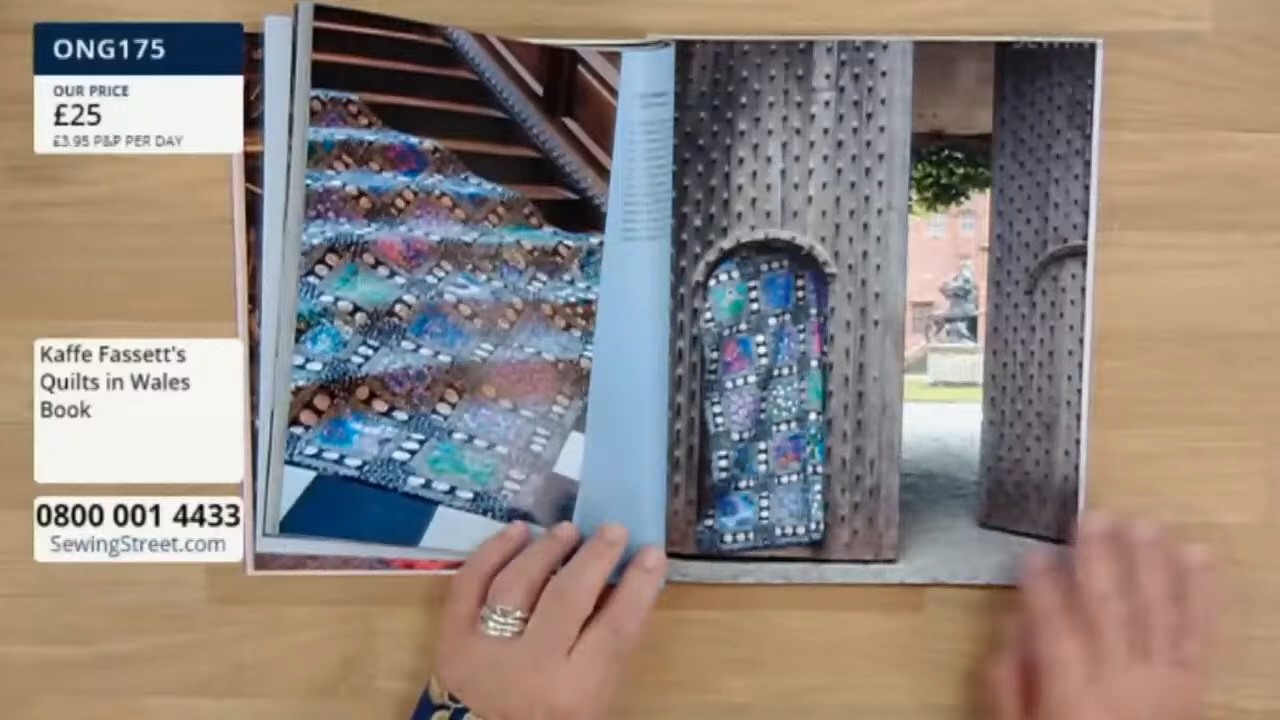 ONG175
OUR PRICE
£25
£3.95 P&P PER DAY
Kaffe Fassett's
Quilts in Wales
Book
0800 001 4433
SewingStreet.com